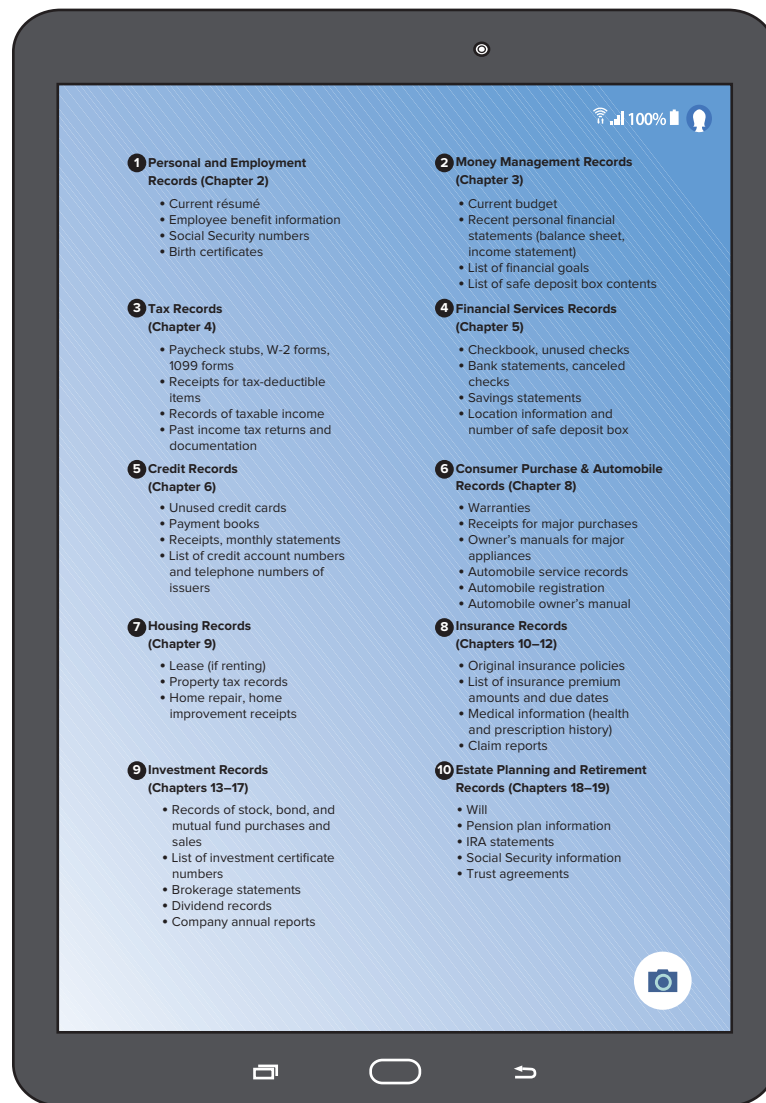 100%
1 Personal and Employment
Records (Chapter 2)
• Current résumé
• Employee benefit information
• Social Security numbers
• Birth certificates
2 Money Management Records
(Chapter 3)
• Current budget
• Recent personal financial
statements (balance sheet,
income statement)
• List of financial goals
• List of safe deposit box contents
3 Tax Records
(Chapter 4)
• Paycheck stubs, W-2 forms,
1099 forms
• Receipts for tax-deductible
items
• Records of taxable income
• Past income tax returns and
documentation
4 Financial Services Records
(Chapter 5)
• Checkbook, unused checks
• Bank statements, canceled
checks
• Savings statements
• Location information and
number of safe deposit box
5 Credit Records
(Chapter 6)
• Unused credit cards
• Payment books
• Receipts, monthly statements
• List of credit account numbers
and telephone numbers of
issuers
6 Consumer Purchase & Automobile
Records (Chapter 8)
• Warranties
• Receipts for major purchases
• Owner's manuals for major
appliances
• Automobile service records
• Automobile registration
• Automobile owner's manual
7 Housing Records
(Chapter 9)
• Lease (if renting)
• Property tax records
• Home repair, home
improvement receipts
8 Insurance Records
(Chapters 10–12)
• Original insurance policies
• List of insurance premium
amounts and due dates
• Medical information (health
and prescription history)
• Claim reports
9 Investment Records
(Chapters 13–17)
• Records of stock, bond, and
mutual fund purchases and
sales
• List of investment certificate
numbers
• Brokerage statements
• Dividend records
• Company annual reports
10 Estate Planning and Retirement
Records (Chapters 18–19)
• Will
• Pension plan information
• IRA statements
• Social Security information
• Trust agreements